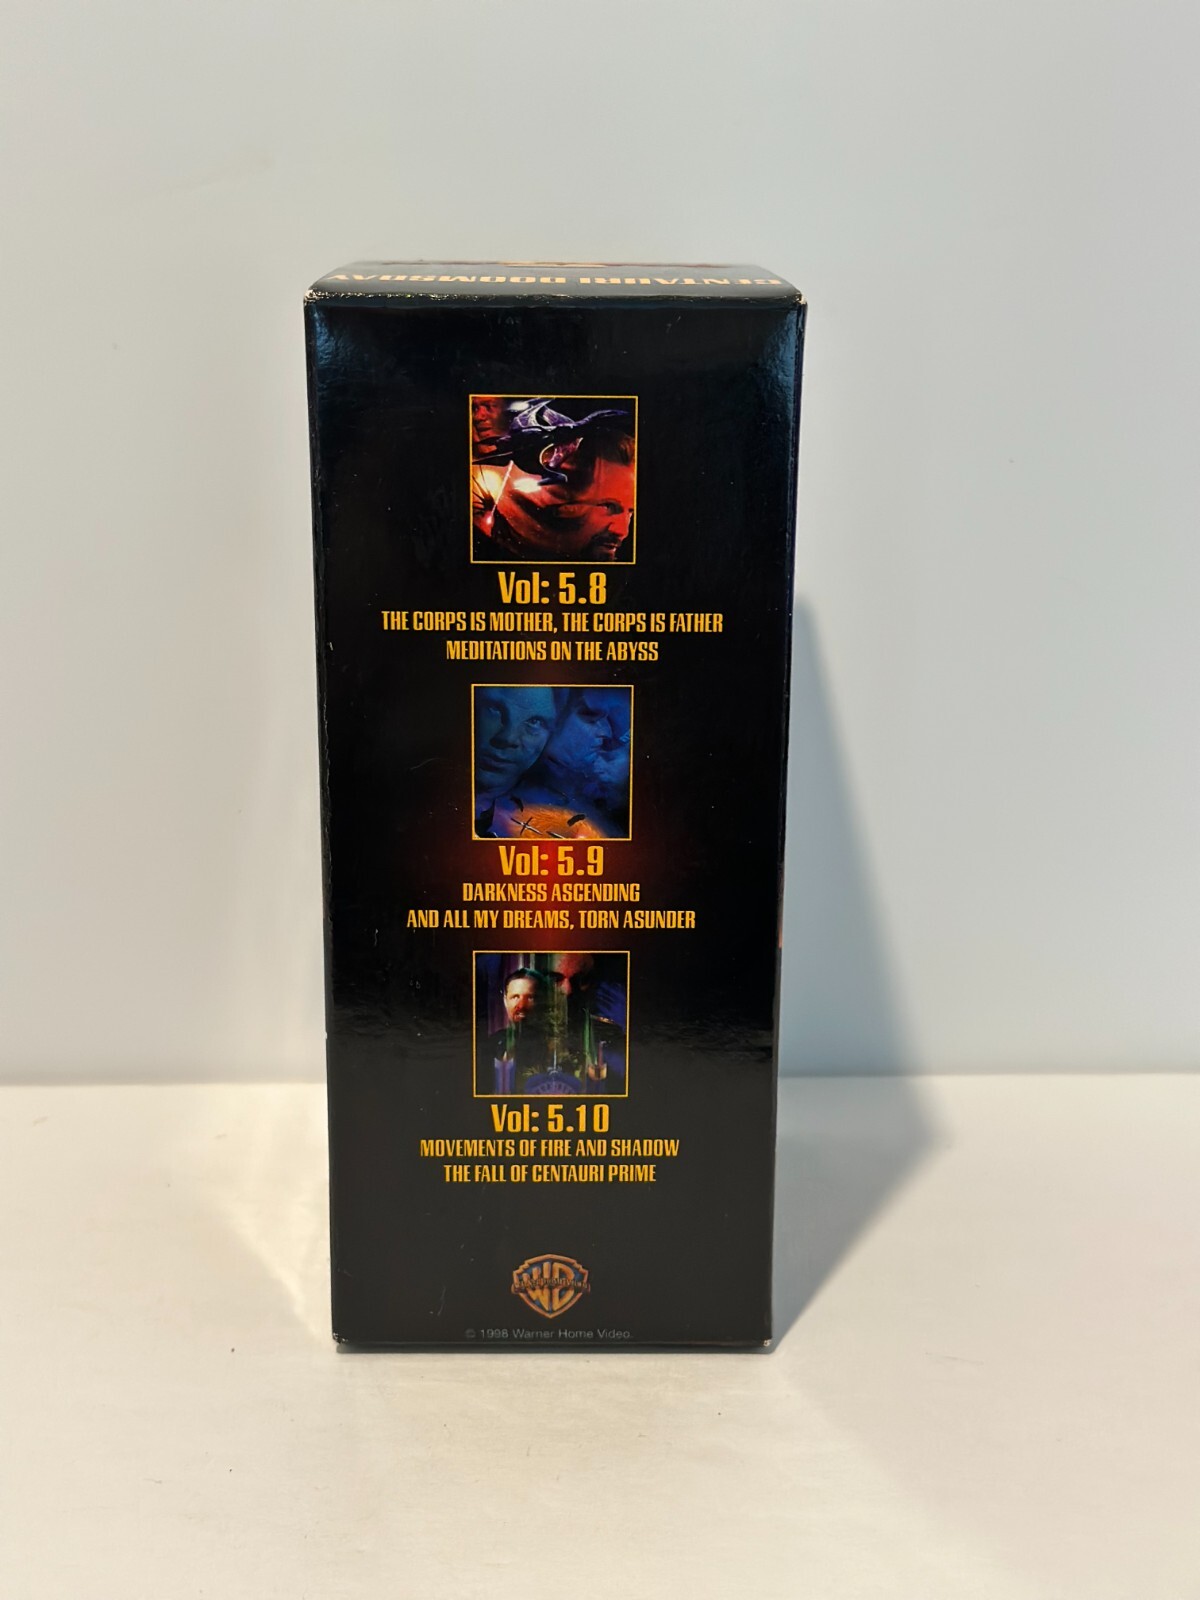 CENTAURI DOOMSDAY
Vol: 5.8
THE CORPS IS MOTHER, THE CORPS IS FATHER
MEDITATIONS ON THE ABYSS
Vol: 5.9
DARKNESS ASCENDING
AND ALL MY DREAMS, TORN ASUNDER
Vol: 5.10
MOVEMENTS OF FIRE AND SHADOW
THE FALL OF CENTAURI PRIME
WB
© 1998 Warner Home Video.